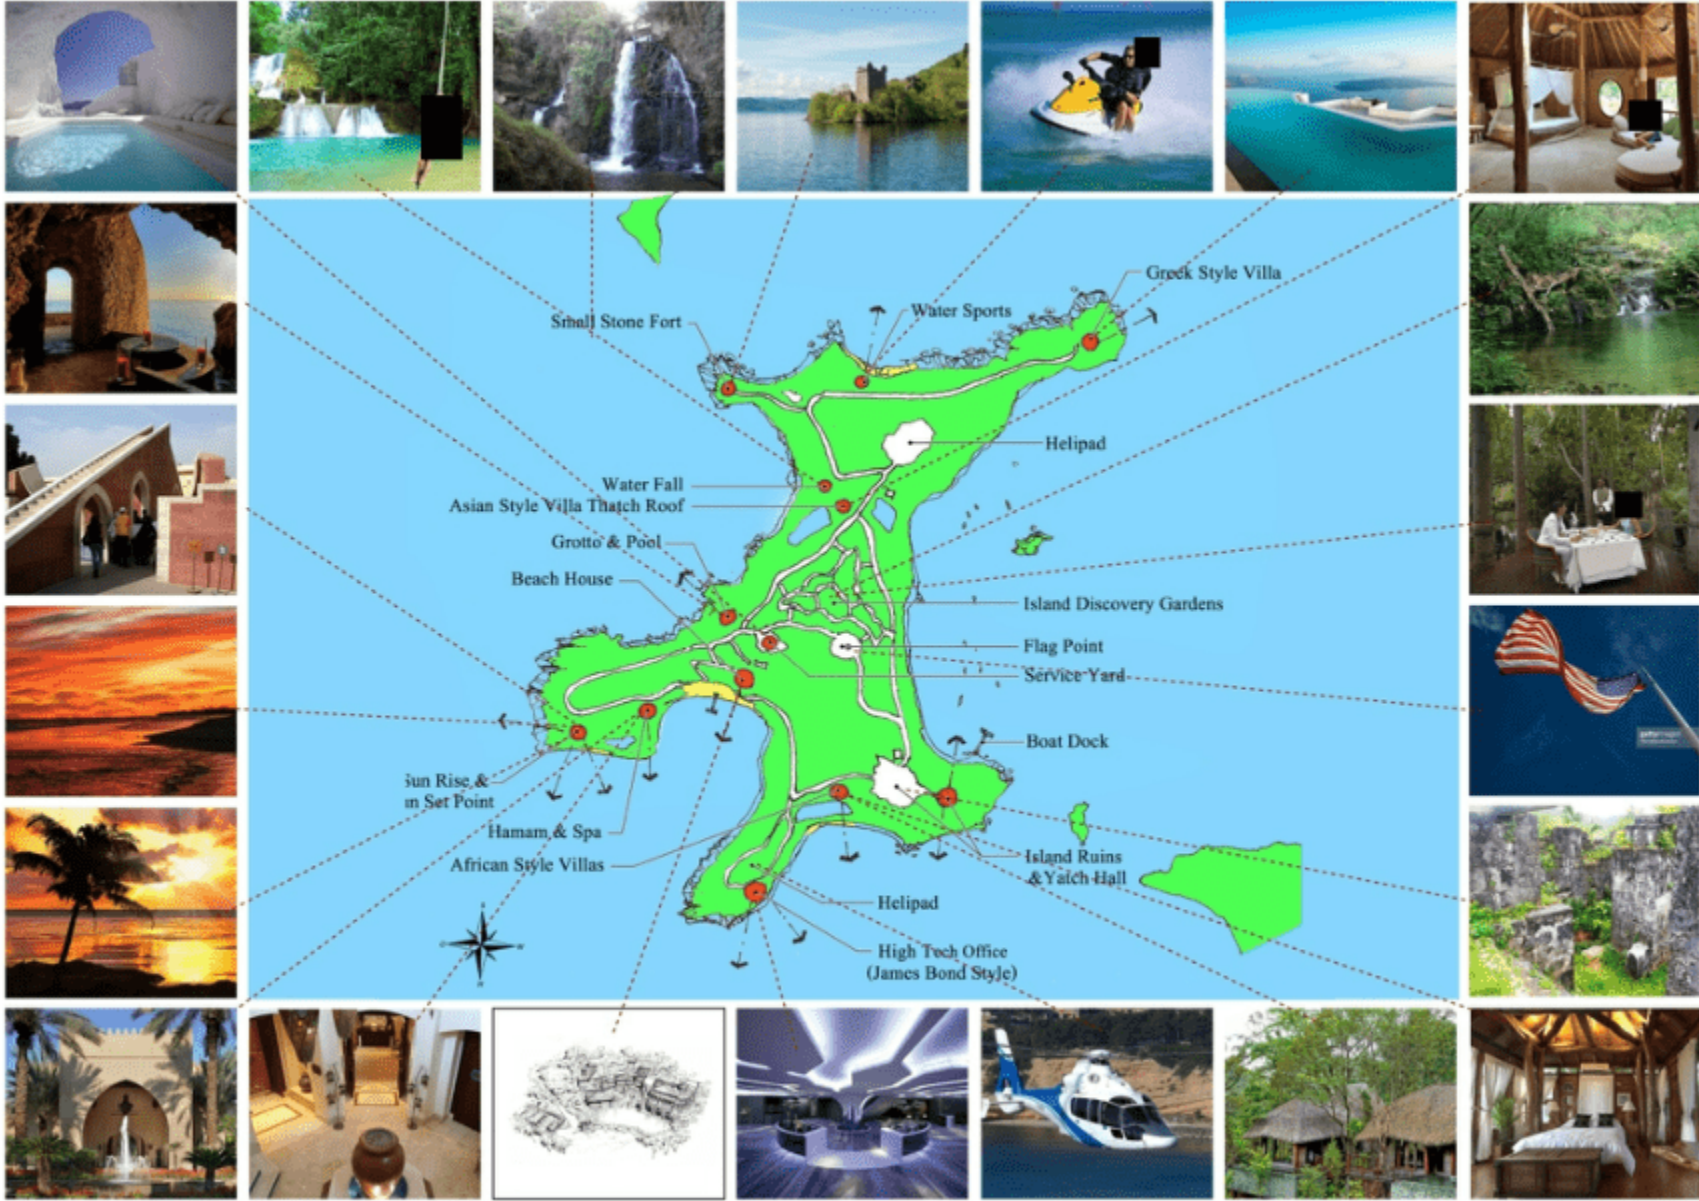 Greek Style Villa
Water Sports
Small Stone Fort
Helipad
Water Fall
Asian Style Villa Thatch Roof
Grotto & Pool
Beach House
Island Discovery Gardens
Flag Point
Service Yard
Boat Dock
Sun Rise &
n Set Point
Hamam & Spa
African Style Villas
Island Ruins
&Yatch Hall
Helipad
High Tech Office
(James Bond Style)